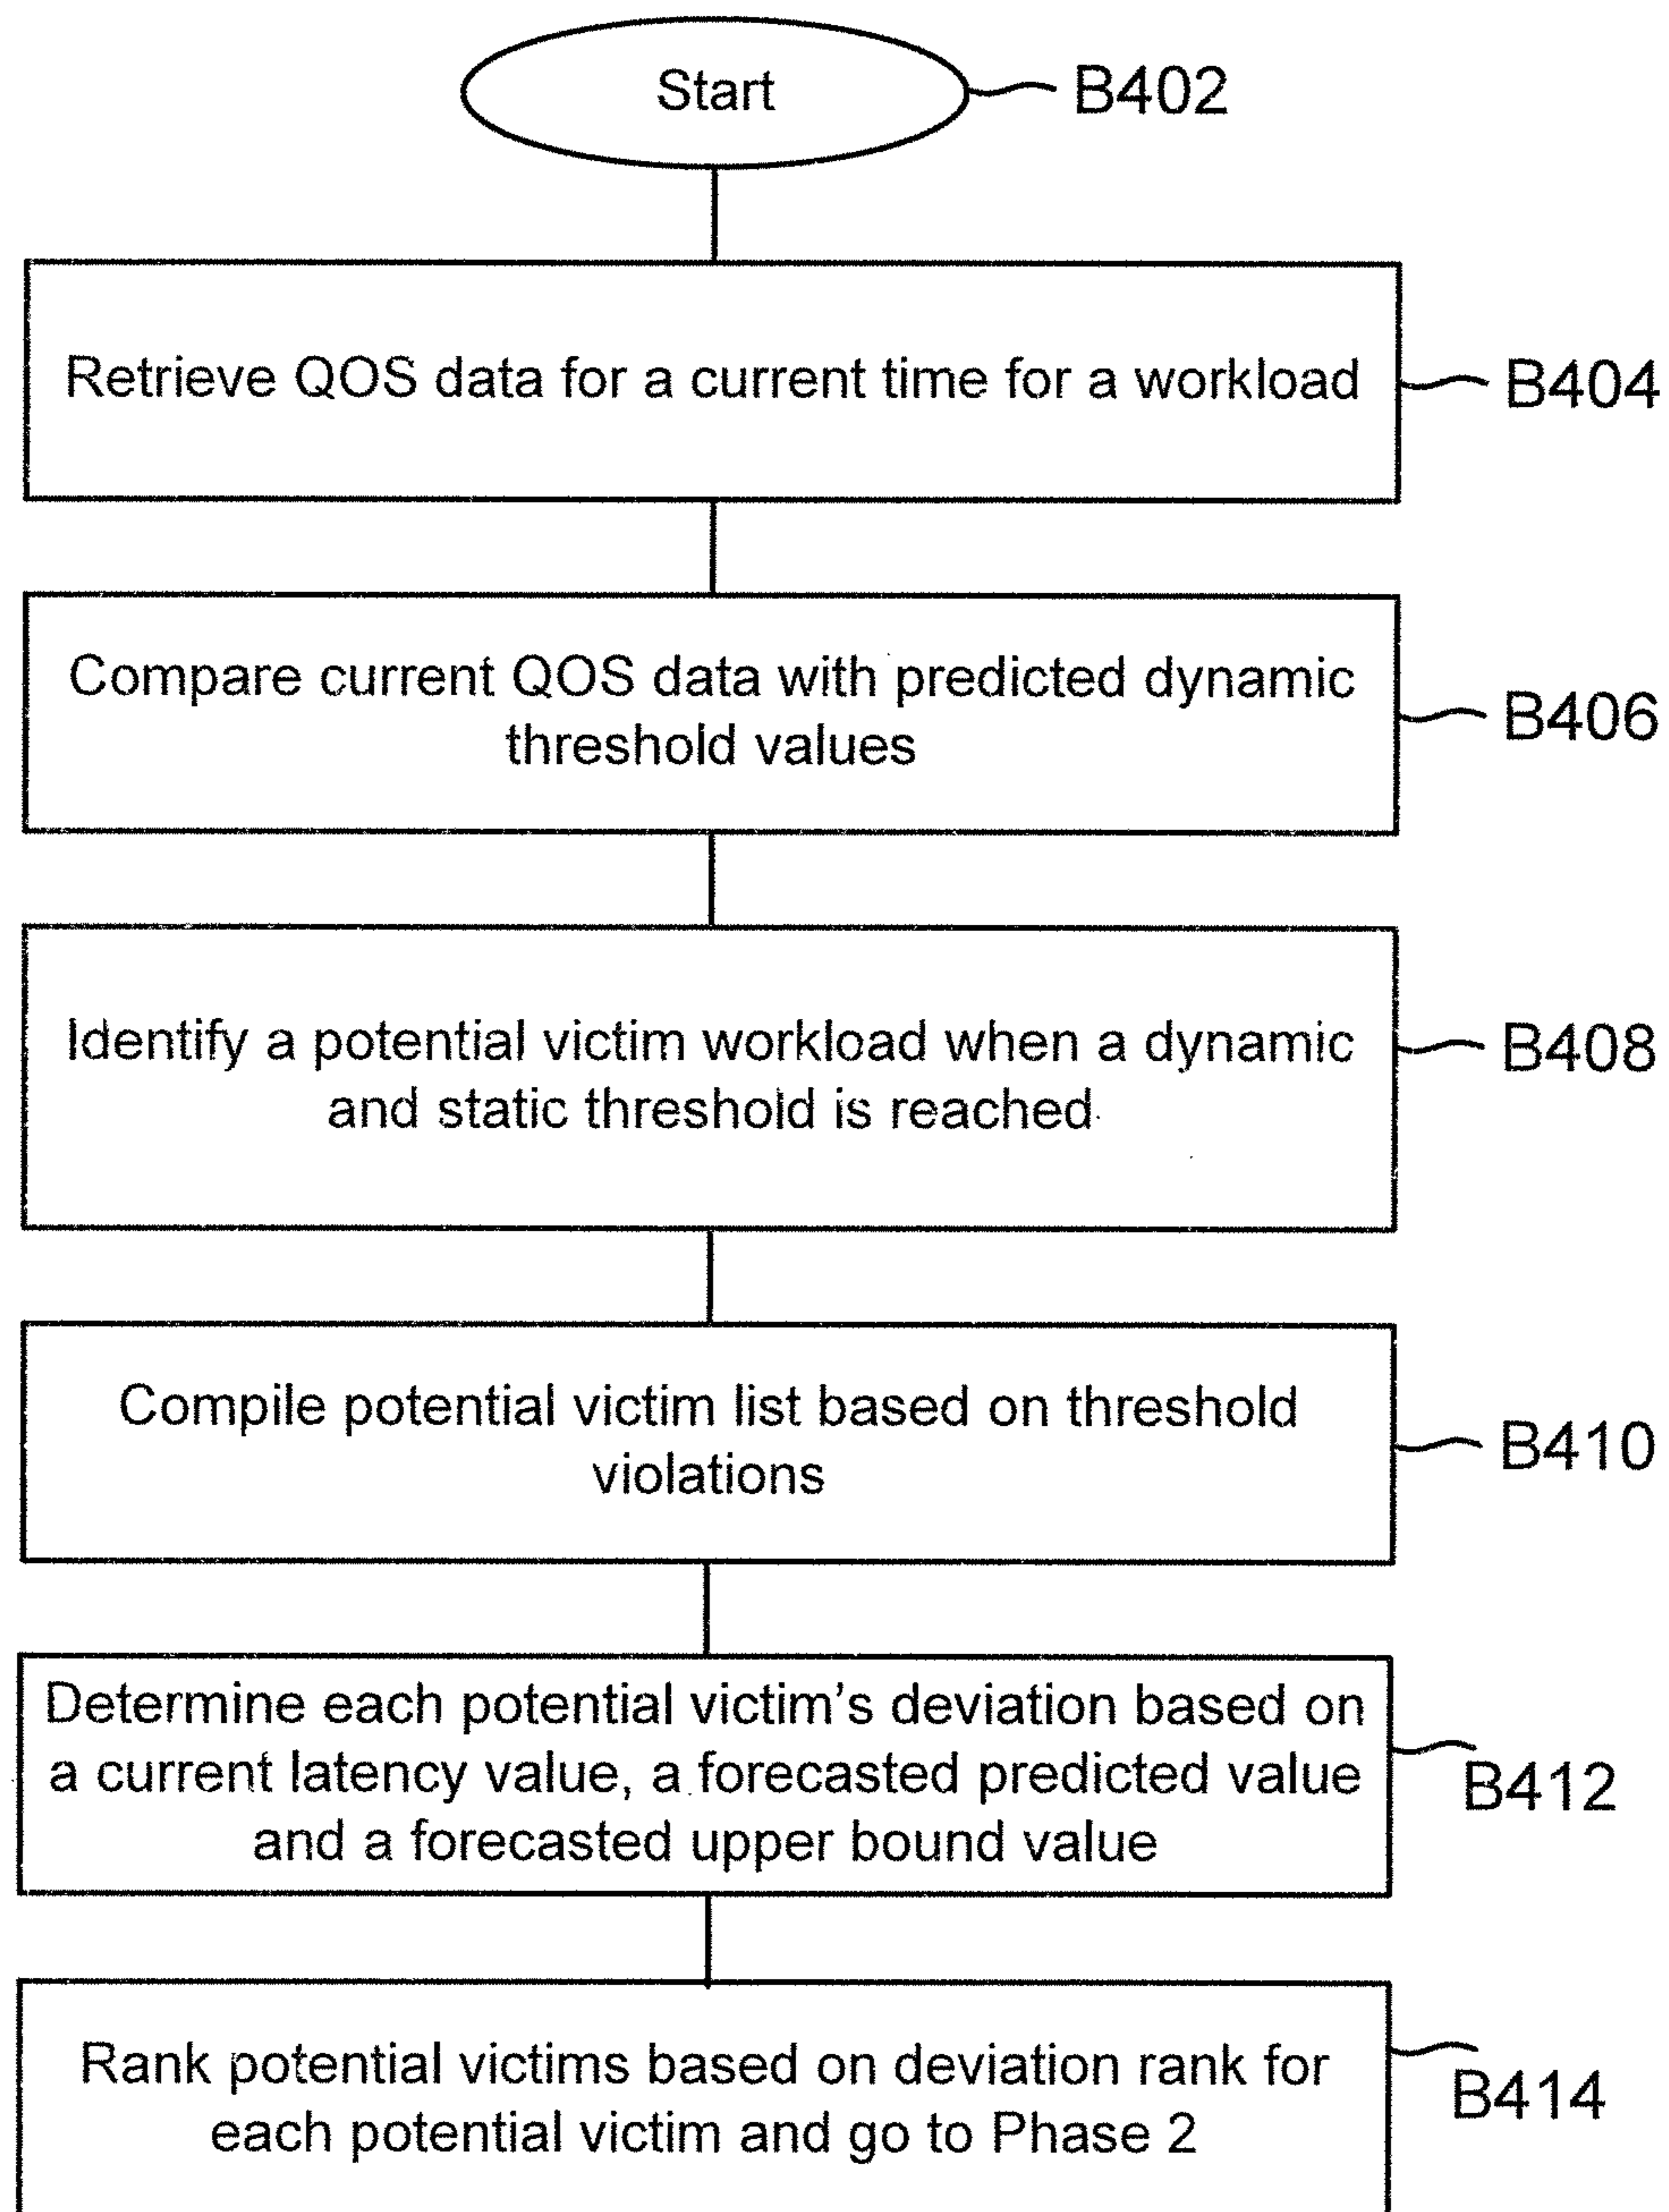 Start
B402
Retrieve QOS data for a current time for a workload
B404
Compare current QOS data with predicted dynamic
threshold values
B406
Identify a potential victim workload when a dynamic
and static threshold is reached
B408
Compile potential victim list based on threshold
violations
B410
Determine each potential victim's deviation based on
a current latency value, a forecasted predicted value
and a forecasted upper bound value
B412
Rank potential victims based on deviation rank for
each potential victim and go to Phase 2
B414